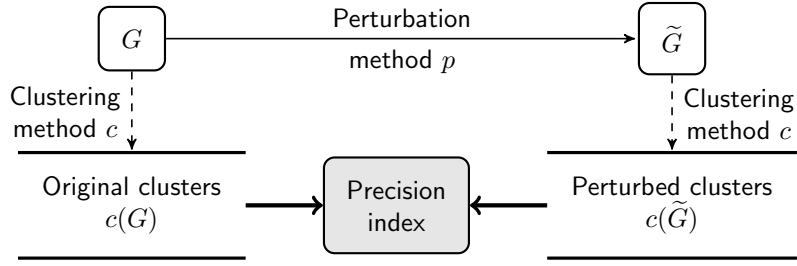 Perturbation
G
G̃
method p
Clustering
method c
Clustering
method c
Original clusters
c(G)
Precision
index
Perturbed clusters
c(G̃)